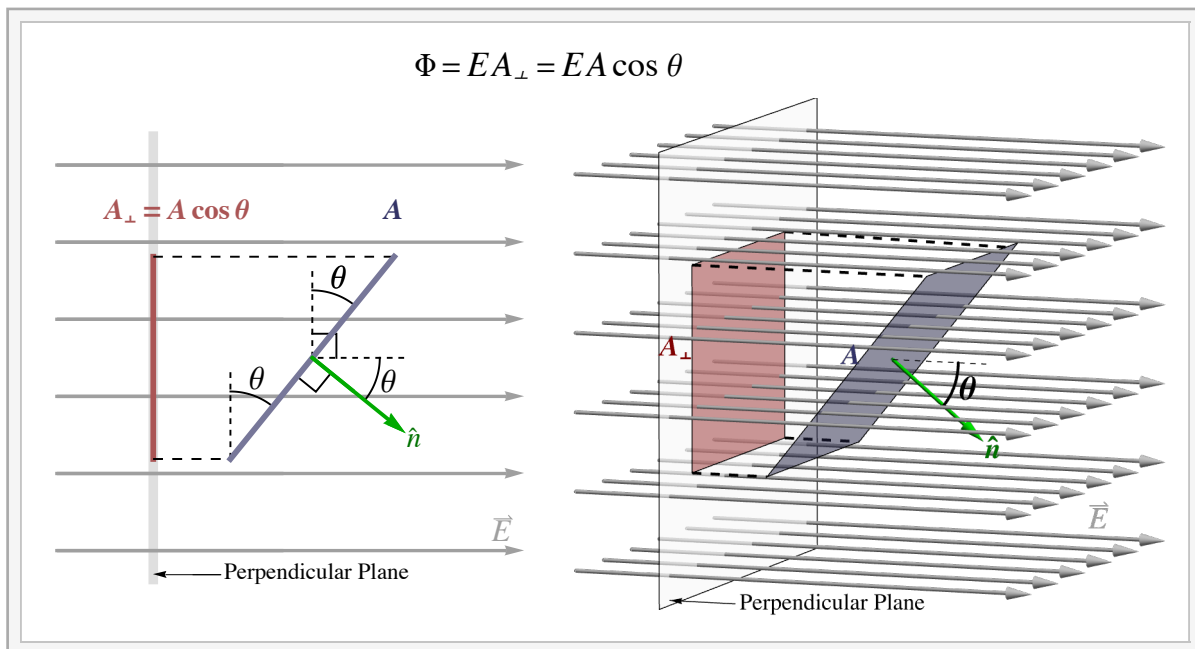 Φ = EA⊥ = EA cos θ
A⊥ = A cos θ
A
θ
θ
θ
n̂
E⃗
Perpendicular Plane
A⊥
A
θ
n̂
E⃗
Perpendicular Plane